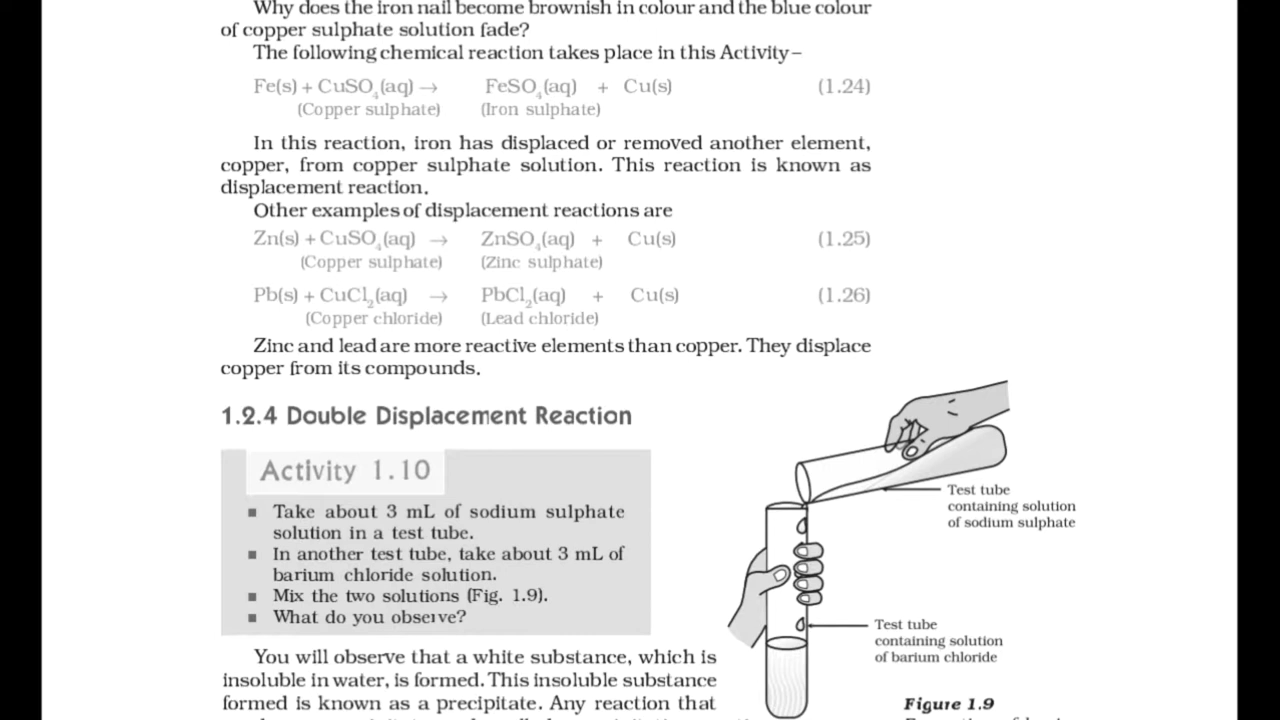 Why does the iron nail become brownish in colour and the blue colour
of copper sulphate solution fade?
The following chemical reaction takes place in this Activity–
Fe(s) + CuSO₄(aq) → FeSO₄(aq) + Cu(s) (1.24)
(Copper sulphate) (Iron sulphate)
In this reaction, iron has displaced or removed another element,
copper, from copper sulphate solution. This reaction is known as
displacement reaction.
Other examples of displacement reactions are
Zn(s) + CuSO₄(aq) → ZnSO₄(aq) + Cu(s) (1.25)
(Copper sulphate) (Zinc sulphate)
Pb(s) + CuCl₂(aq) → PbCl₂(aq) + Cu(s) (1.26)
(Copper chloride) (Lead chloride)
Zinc and lead are more reactive elements than copper. They displace
copper from its compounds.
1.2.4 Double Displacement Reaction
Activity 1.10
■ Take about 3 mL of sodium sulphate
solution in a test tube.
■ In another test tube, take about 3 mL of
barium chloride solution.
■ Mix the two solutions (Fig. 1.9).
■ What do you observe?
Test tube
containing solution
of sodium sulphate
Test tube
containing solution
of barium chloride
You will observe that a white substance, which is
insoluble in water, is formed. This insoluble substance
formed is known as a precipitate. Any reaction that
Figure 1.9